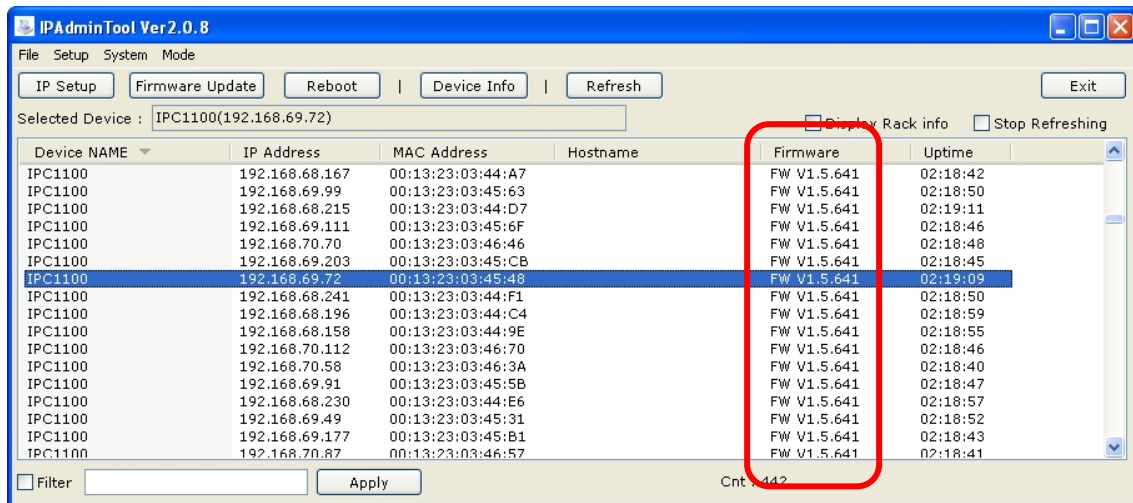 IPAdminTool Ver2.0.8
File Setup System Mode
IP Setup Firmware Update Reboot | Device Info | Refresh Exit
Selected Device : IPC1100(192.168.69.72) Display Rack info Stop Refreshing
Device NAME IP Address MAC Address Hostname Firmware Uptime
IPC1100 192.168.68.167 00:13:23:03:44:A7 FW V1.5.641 02:18:42
IPC1100 192.168.69.99 00:13:23:03:45:63 FW V1.5.641 02:18:50
IPC1100 192.168.68.215 00:13:23:03:44:D7 FW V1.5.641 02:19:11
IPC1100 192.168.69.111 00:13:23:03:45:6F FW V1.5.641 02:18:46
IPC1100 192.168.70.70 00:13:23:03:46:46 FW V1.5.641 02:18:48
IPC1100 192.168.69.203 00:13:23:03:45:CB FW V1.5.641 02:18:45
IPC1100 192.168.69.72 00:13:23:03:45:48 FW V1.5.641 02:19:09
IPC1100 192.168.68.241 00:13:23:03:44:F1 FW V1.5.641 02:18:50
IPC1100 192.168.68.196 00:13:23:03:44:C4 FW V1.5.641 02:18:59
IPC1100 192.168.68.158 00:13:23:03:44:9E FW V1.5.641 02:18:55
IPC1100 192.168.70.112 00:13:23:03:46:70 FW V1.5.641 02:18:46
IPC1100 192.168.70.58 00:13:23:03:46:3A FW V1.5.641 02:18:40
IPC1100 192.168.69.91 00:13:23:03:45:5B FW V1.5.641 02:18:47
IPC1100 192.168.68.230 00:13:23:03:44:E6 FW V1.5.641 02:18:57
IPC1100 192.168.69.49 00:13:23:03:45:31 FW V1.5.641 02:18:52
IPC1100 192.168.69.177 00:13:23:03:45:B1 FW V1.5.641 02:18:43
IPC1100 192.168.70.87 00:13:23:03:46:57 FW V1.5.641 02:18:41
Filter Apply Cnt : 442